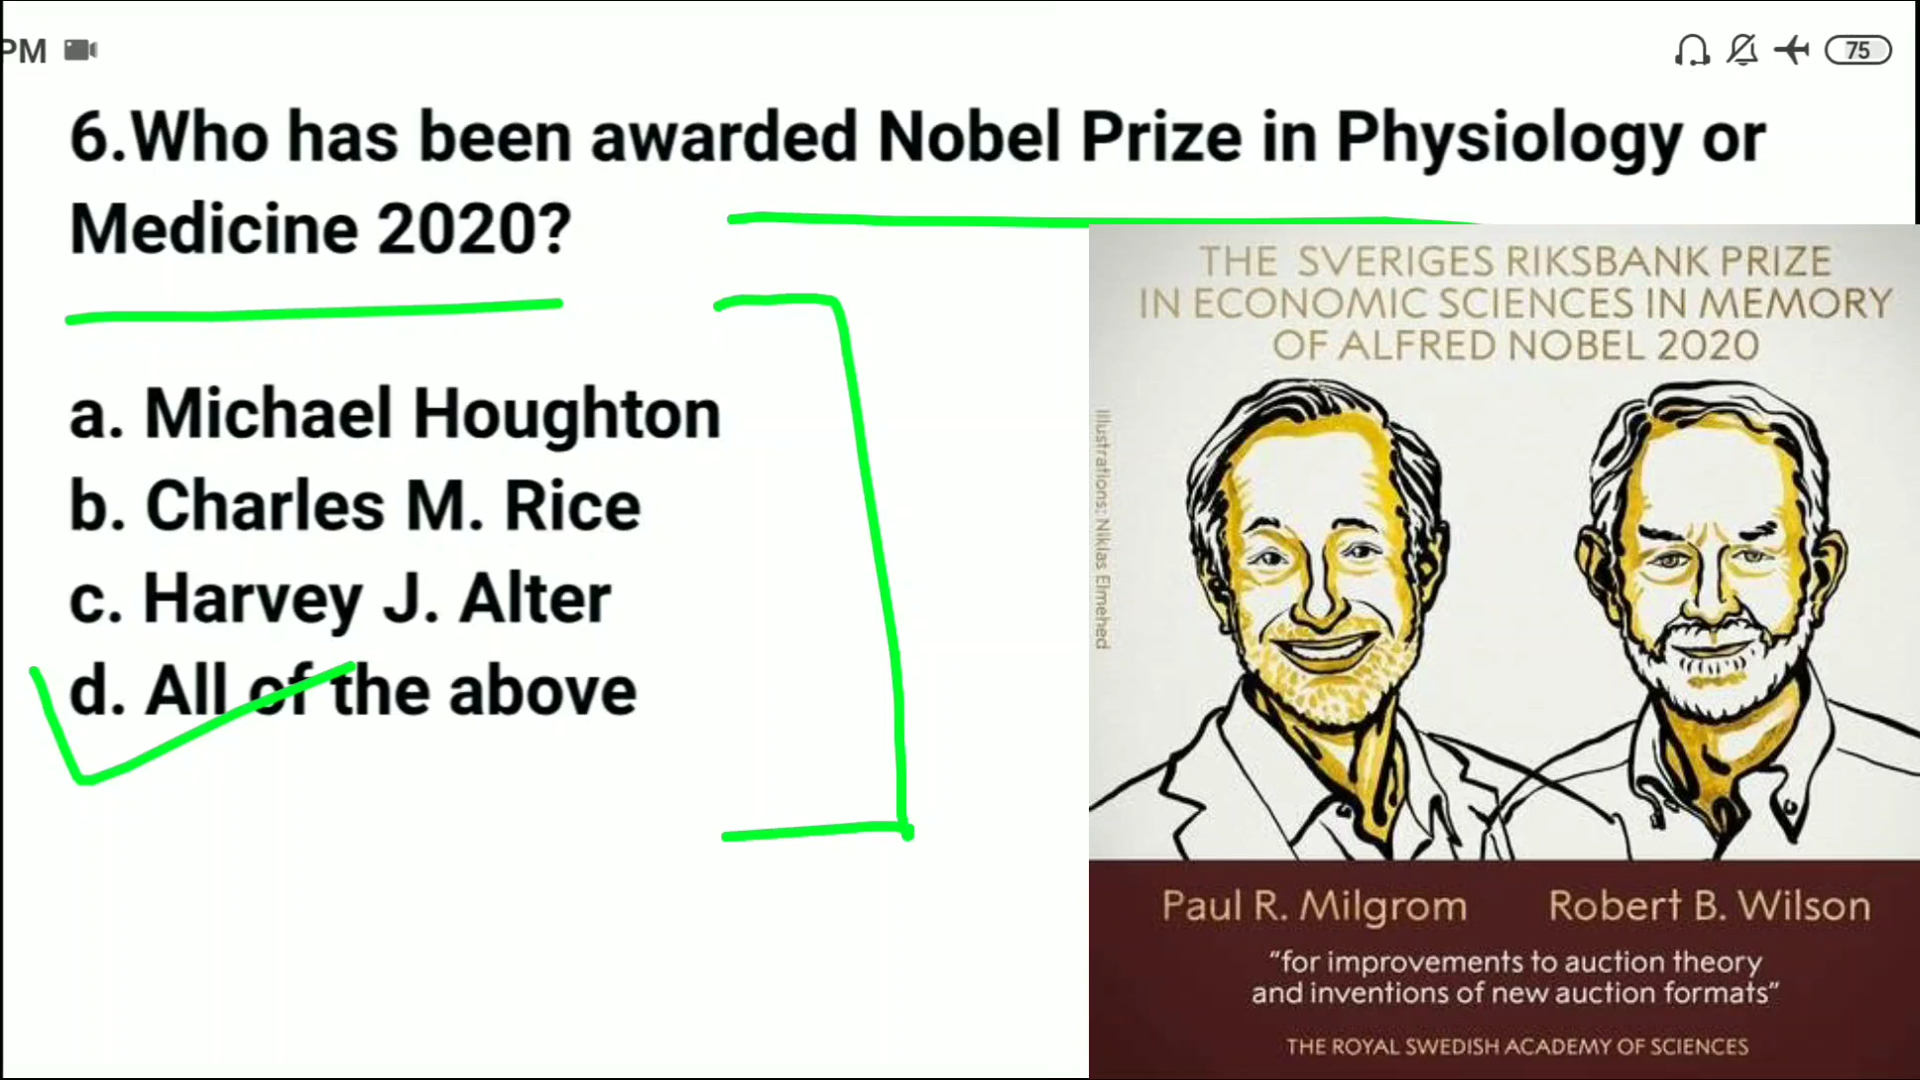 PM
75
6.Who has been awarded Nobel Prize in Physiology or
Medicine 2020?
a. Michael Houghton
b. Charles M. Rice
c. Harvey J. Alter
d. All of the above
THE SVERIGES RIKSBANK PRIZE
IN ECONOMIC SCIENCES IN MEMORY
OF ALFRED NOBEL 2020
Illustrations: Niklas Elmehed
Paul R. Milgrom
Robert B. Wilson
“for improvements to auction theory
and inventions of new auction formats”
THE ROYAL SWEDISH ACADEMY OF SCIENCES